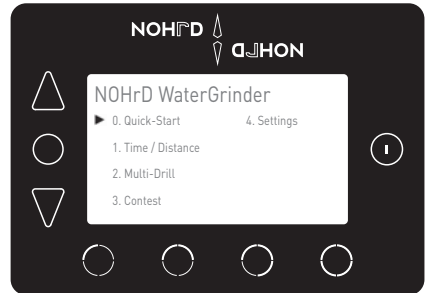 NOHrD
NOHrD
NOHrD WaterGrinder
0. Quick-Start 4. Settings
1. Time / Distance
2. Multi-Drill
3. Contest